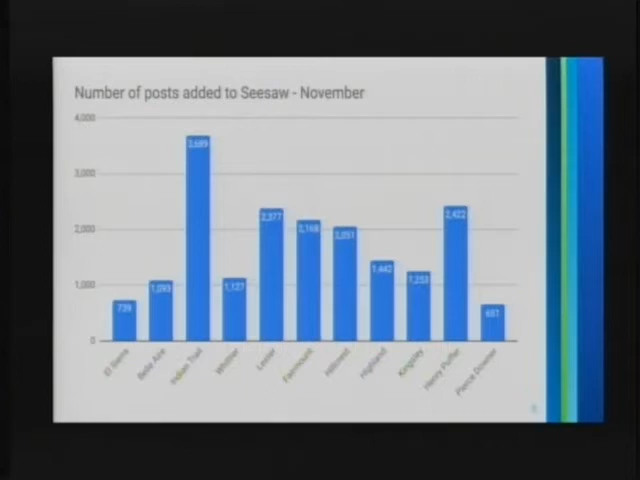 Number of posts added to Seesaw - November
4,000
3,000
2,000
1,000
0
3,689
2,377
2,168
2,051
2,422
1,442
1,253
1,127
1,093
739
El Sierra
Belle Aire
Indian Trail
Whittier
Lester
Fairmount
Hillcrest
Highland
Kingsley
Henry Puffer
Pierce Downer